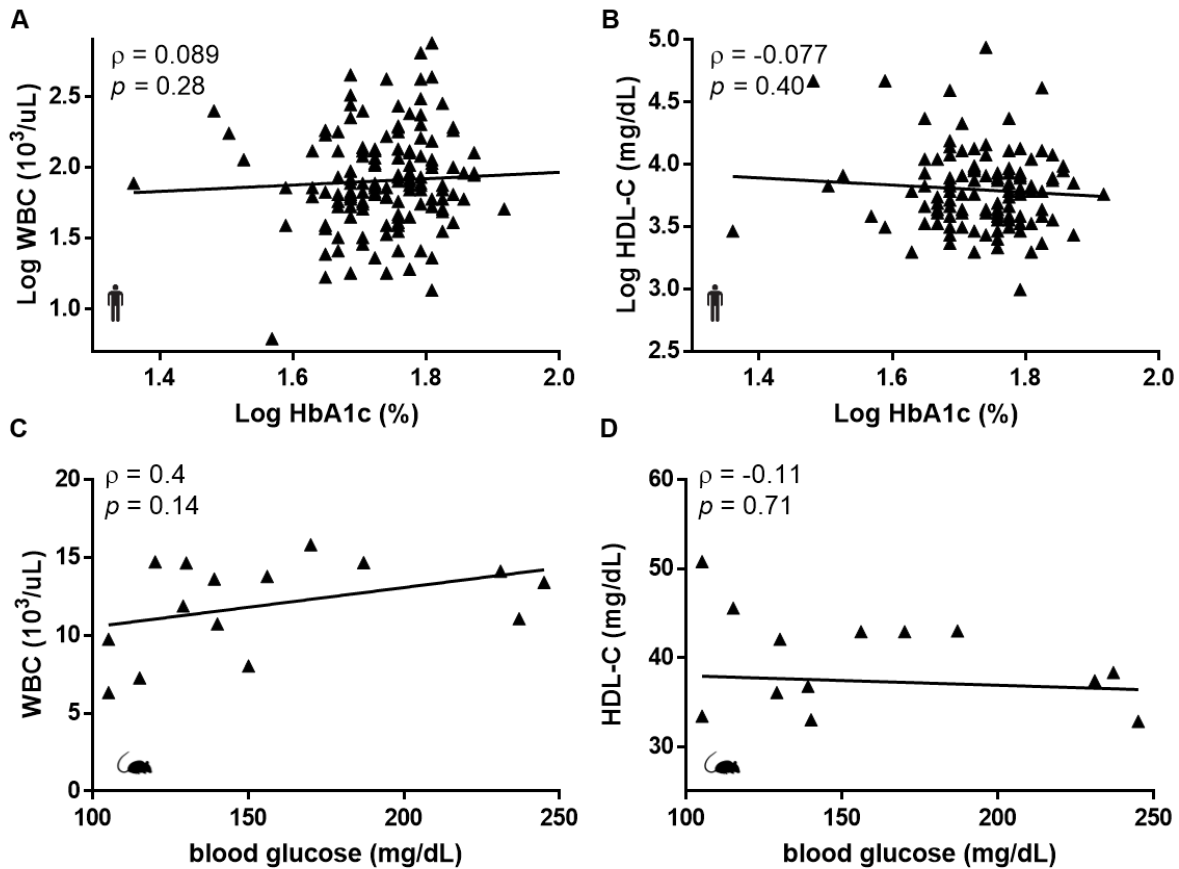 A
ρ = 0.089
p = 0.28
Log WBC (10³/uL)
2.5
2.0
1.5
1.0
1.4
1.6
1.8
2.0
Log HbA1c (%)
B
ρ = -0.077
p = 0.40
Log HDL-C (mg/dL)
5.0
4.5
4.0
3.5
3.0
2.5
1.4
1.6
1.8
2.0
Log HbA1c (%)
C
ρ = 0.4
p = 0.14
WBC (10³/uL)
20
15
10
5
0
100
150
200
250
blood glucose (mg/dL)
D
ρ = -0.11
p = 0.71
HDL-C (mg/dL)
60
50
40
30
100
150
200
250
blood glucose (mg/dL)